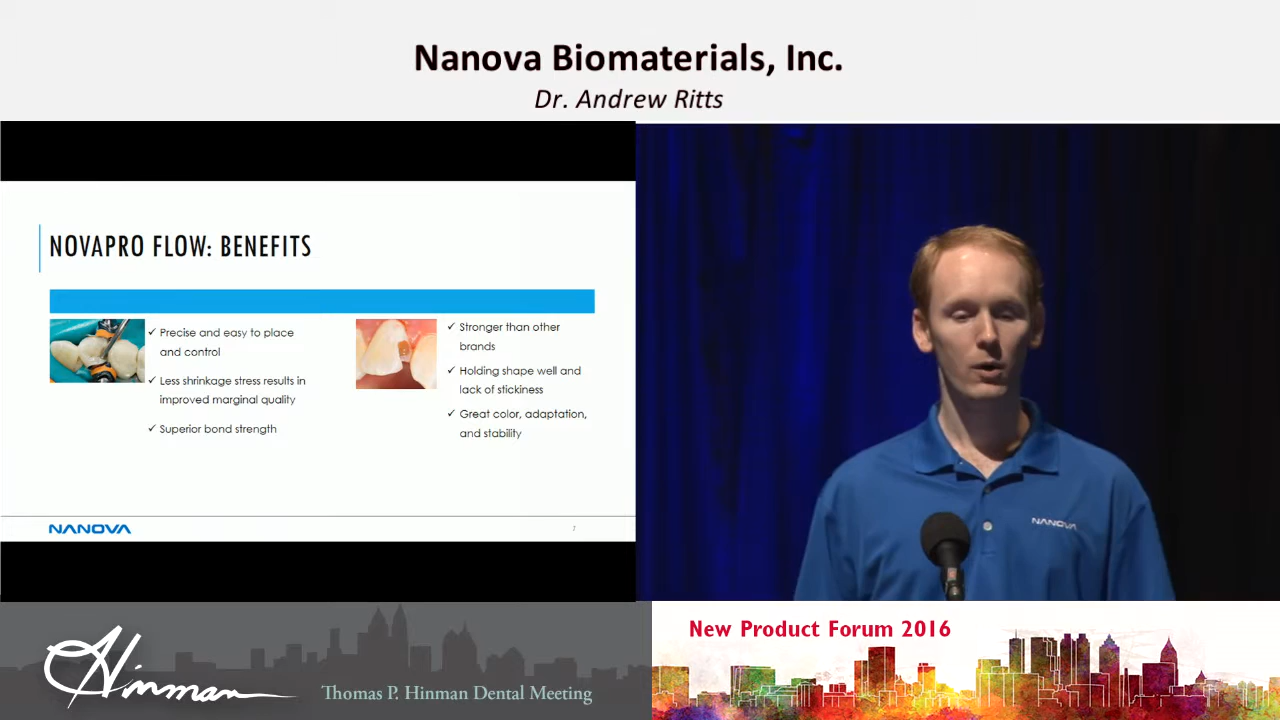 Nanova Biomaterials, Inc.
Dr. Andrew Ritts
NOVAPRO FLOW: BENEFITS
✓ Precise and easy to place
and control
✓ Less shrinkage stress results in
improved marginal quality
✓ Superior bond strength
✓ Stronger than other
brands
✓ Holding shape well and
lack of stickiness
✓ Great color, adaptation,
and stability
NANOVA
7
NANOVA
Hinman
Thomas P. Hinman Dental Meeting
New Product Forum 2016